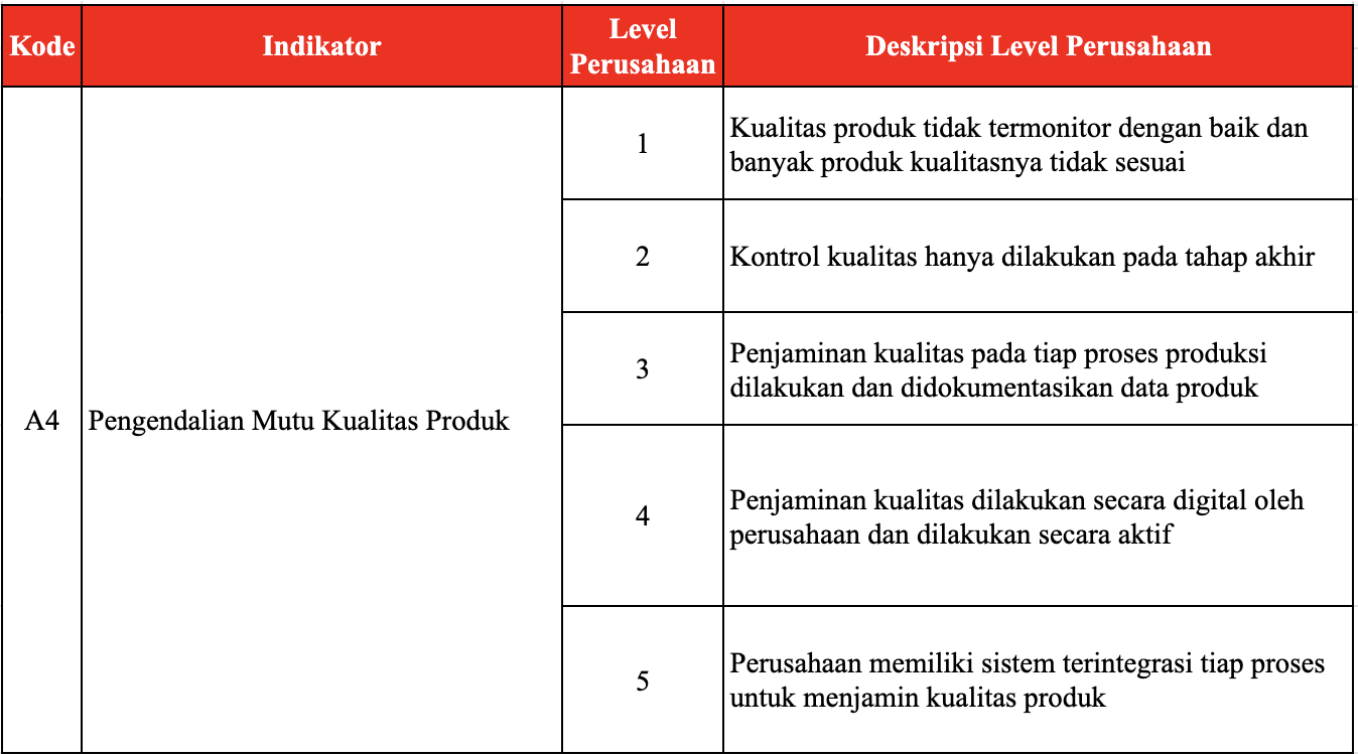 Kode
Indikator
Level
Perusahaan
Deskripsi Level Perusahaan
A4
Pengendalian Mutu Kualitas Produk
1
Kualitas produk tidak termonitor dengan baik dan
banyak produk kualitasnya tidak sesuai
2
Kontrol kualitas hanya dilakukan pada tahap akhir
3
Penjaminan kualitas pada tiap proses produksi
dilakukan dan didokumentasikan data produk
4
Penjaminan kualitas dilakukan secara digital oleh
perusahaan dan dilakukan secara aktif
5
Perusahaan memiliki sistem terintegrasi tiap proses
untuk menjamin kualitas produk